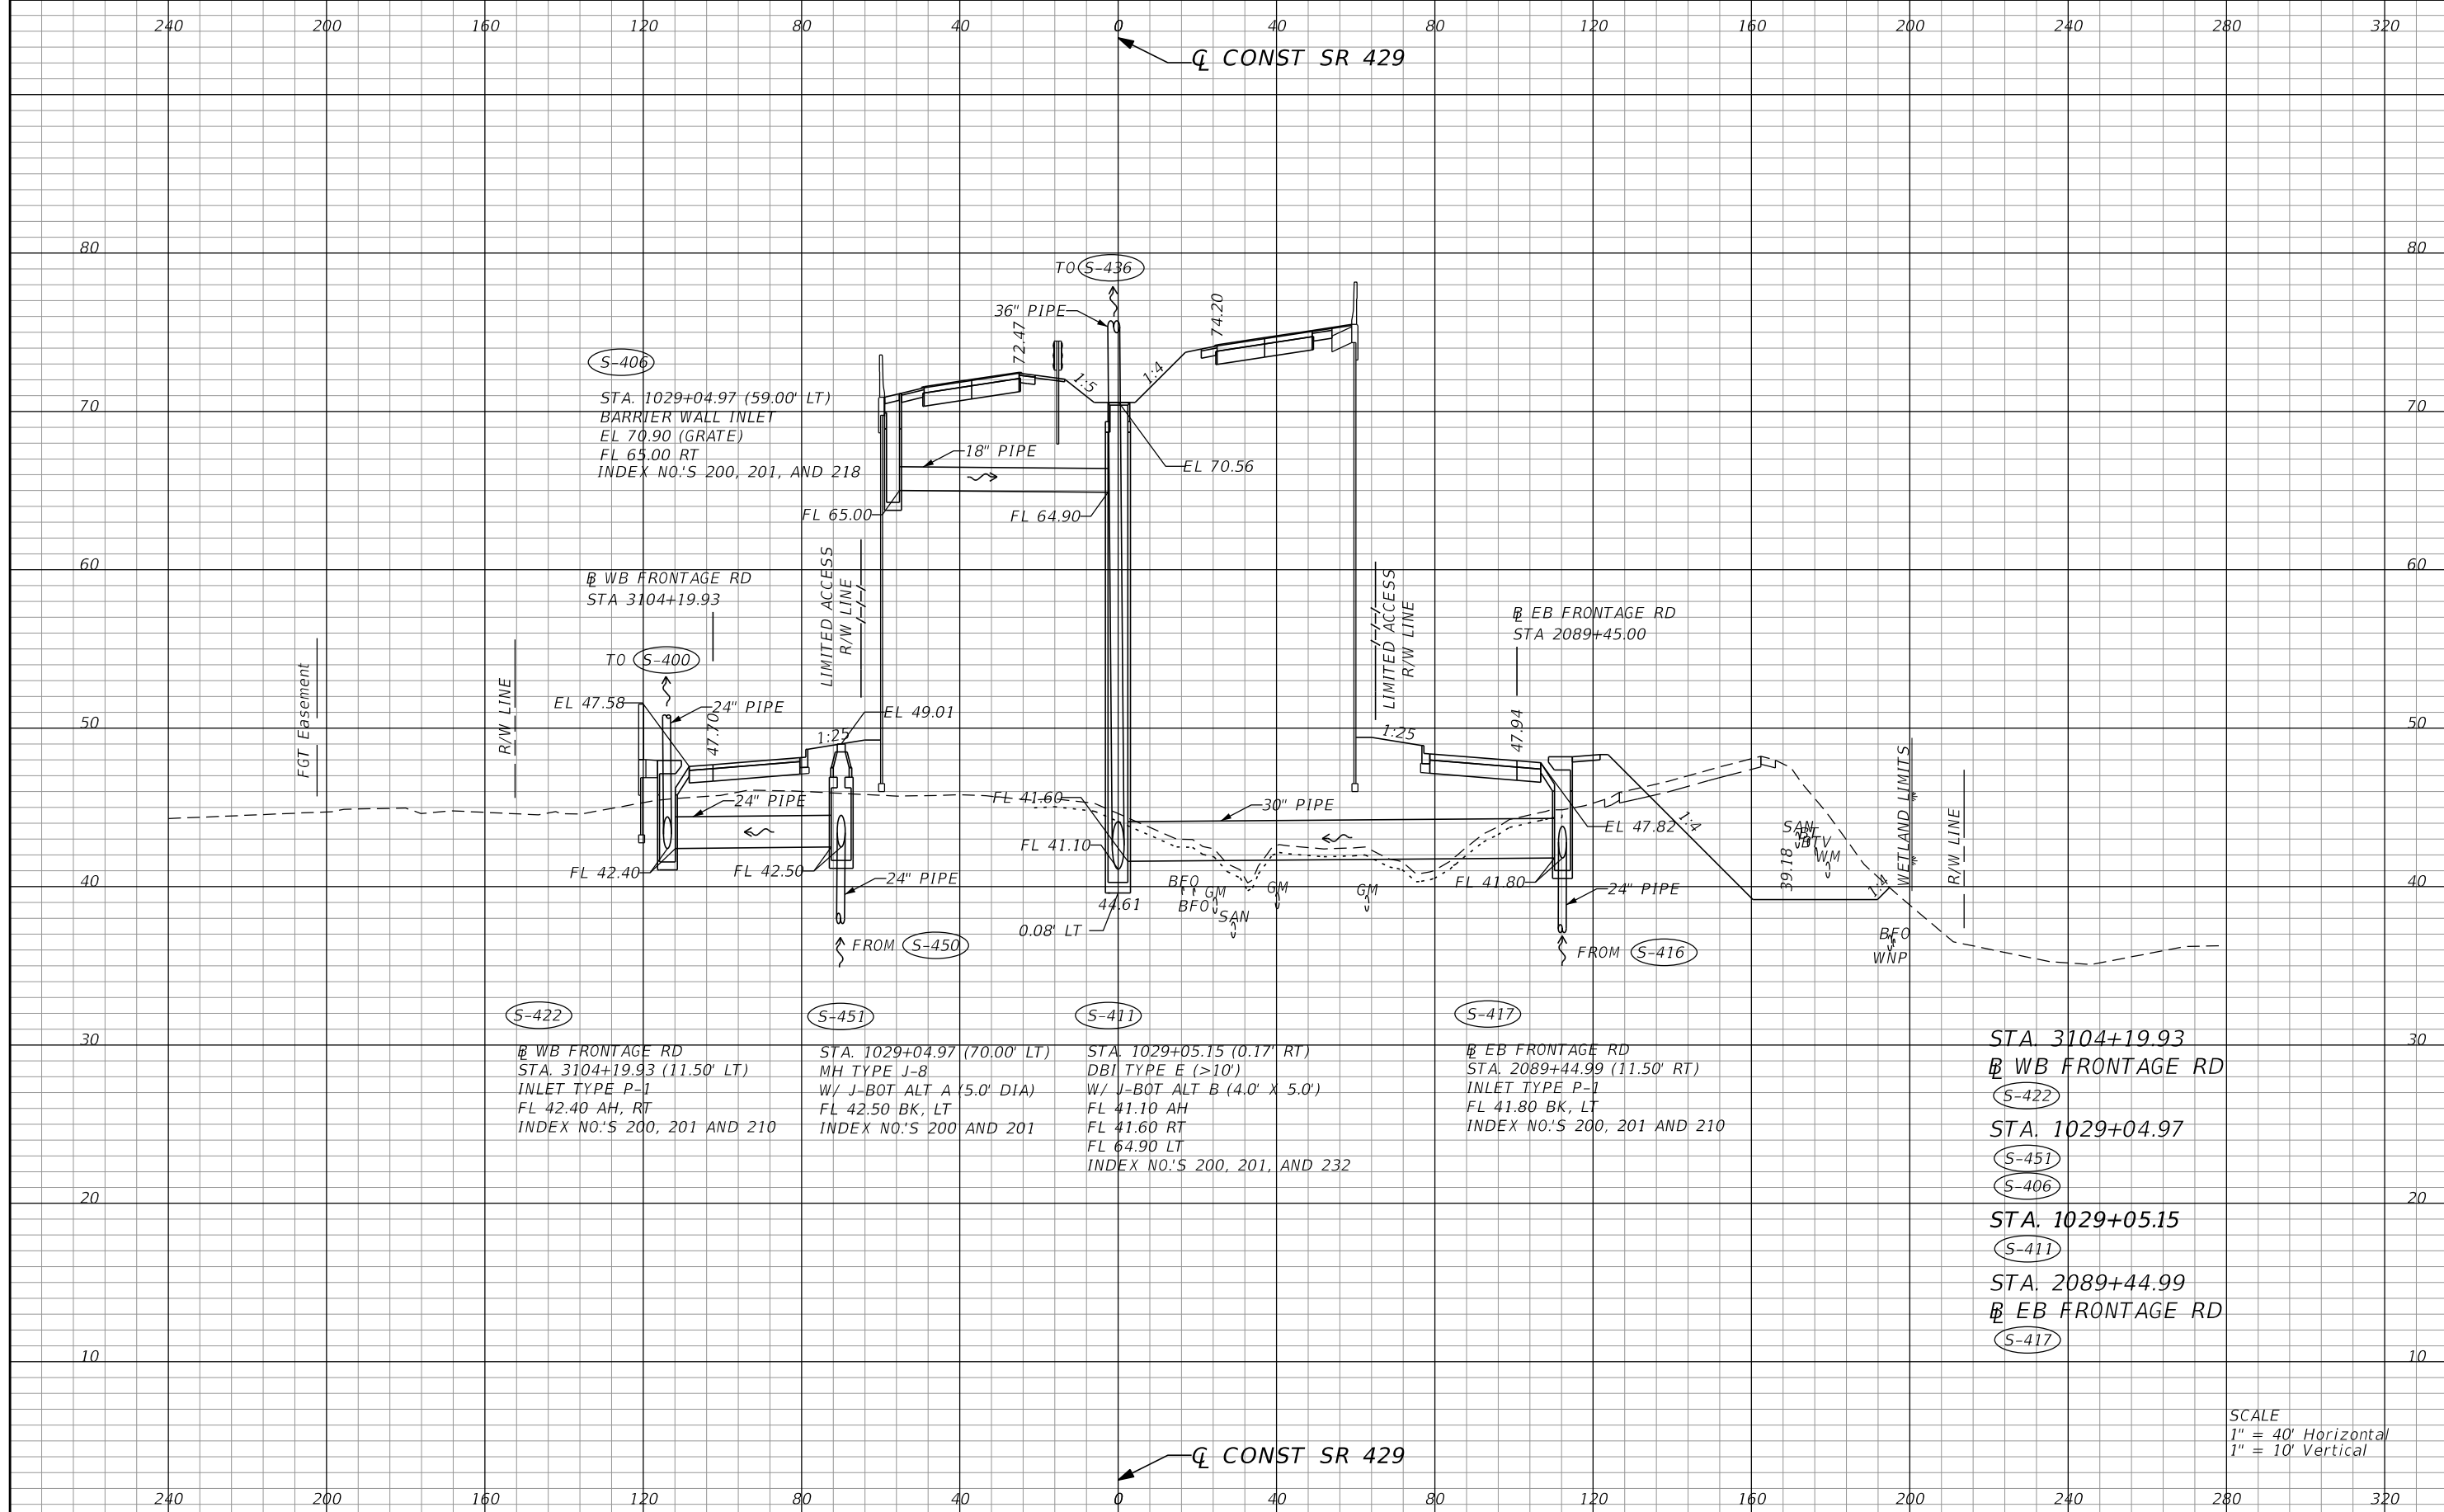 240 200 160 120 80 40 0 40 80 120 160 200 240 280 320
℄ CONST SR 429
80 80
TO S-436
36" PIPE
72.47
74.20
S-406
STA. 1029+04.97 (59.00' LT)
BARRIER WALL INLET
EL 70.90 (GRATE)
FL 65.00 RT
INDEX NO.'S 200, 201, AND 218
1:5
1:4
70 70
18" PIPE
EL 70.56
FL 65.00
FL 64.90
60 60
LIMITED ACCESS
R/W LINE
LIMITED ACCESS
R/W LINE
BL WB FRONTAGE RD
STA 3104+19.93
BL EB FRONTAGE RD
STA 2089+45.00
TO S-400
FGT Easement
R/W LINE
EL 47.58
24" PIPE
47.70
EL 49.01
1:25
1:25
47.94
50 50
24" PIPE
FL 41.60
30" PIPE
EL 47.82
1:4
FL 42.40
FL 42.50
FL 41.10
FL 41.80
24" PIPE
24" PIPE
40 40
44.61
0.08' LT
BFO
BFO
GM
SAN
GM
GM
SAN
BT
BTV
WM
39.18
1:4
WETLAND LIMITS
R/W LINE
BFO
WNP
FROM S-450
FROM S-416
30 30
S-422
BL WB FRONTAGE RD
STA. 3104+19.93 (11.50' LT)
INLET TYPE P-1
FL 42.40 AH, RT
INDEX NO.'S 200, 201 AND 210
S-451
STA. 1029+04.97 (70.00' LT)
MH TYPE J-8
W/ J-BOT ALT A (5.0' DIA)
FL 42.50 BK, LT
INDEX NO.'S 200 AND 201
S-411
STA. 1029+05.15 (0.17' RT)
DBI TYPE E (>10')
W/ J-BOT ALT B (4.0' X 5.0')
FL 41.10 AH
FL 41.60 RT
FL 64.90 LT
INDEX NO.'S 200, 201, AND 232
S-417
BL EB FRONTAGE RD
STA. 2089+44.99 (11.50' RT)
INLET TYPE P-1
FL 41.80 BK, LT
INDEX NO.'S 200, 201 AND 210
STA. 3104+19.93
BL WB FRONTAGE RD
S-422
STA. 1029+04.97
S-451
S-406
STA. 1029+05.15
S-411
STA. 2089+44.99
BL EB FRONTAGE RD
S-417
20 20
10 10
SCALE
1" = 40' Horizontal
1" = 10' Vertical
℄ CONST SR 429
240 200 160 120 80 40 0 40 80 120 160 200 240 280 320